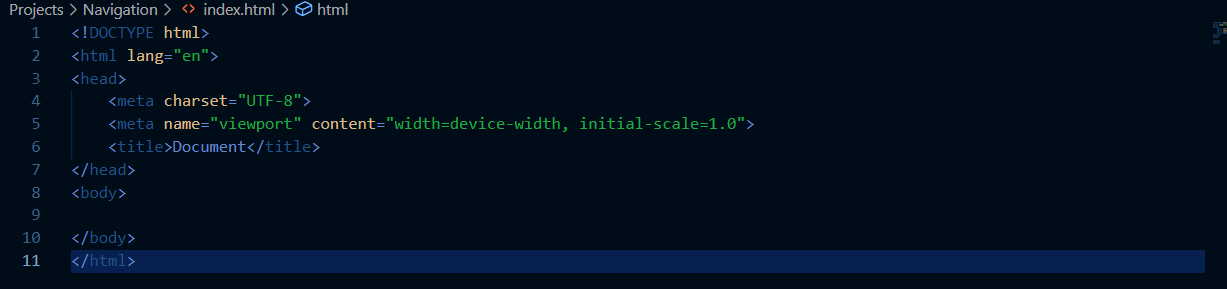 Projects > Navigation > <> index.html > html
1 <!DOCTYPE html>
2 <html lang="en">
3 <head>
4     <meta charset="UTF-8">
5     <meta name="viewport" content="width=device-width, initial-scale=1.0">
6     <title>Document</title>
7 </head>
8 <body>
9
10 </body>
11 </html>